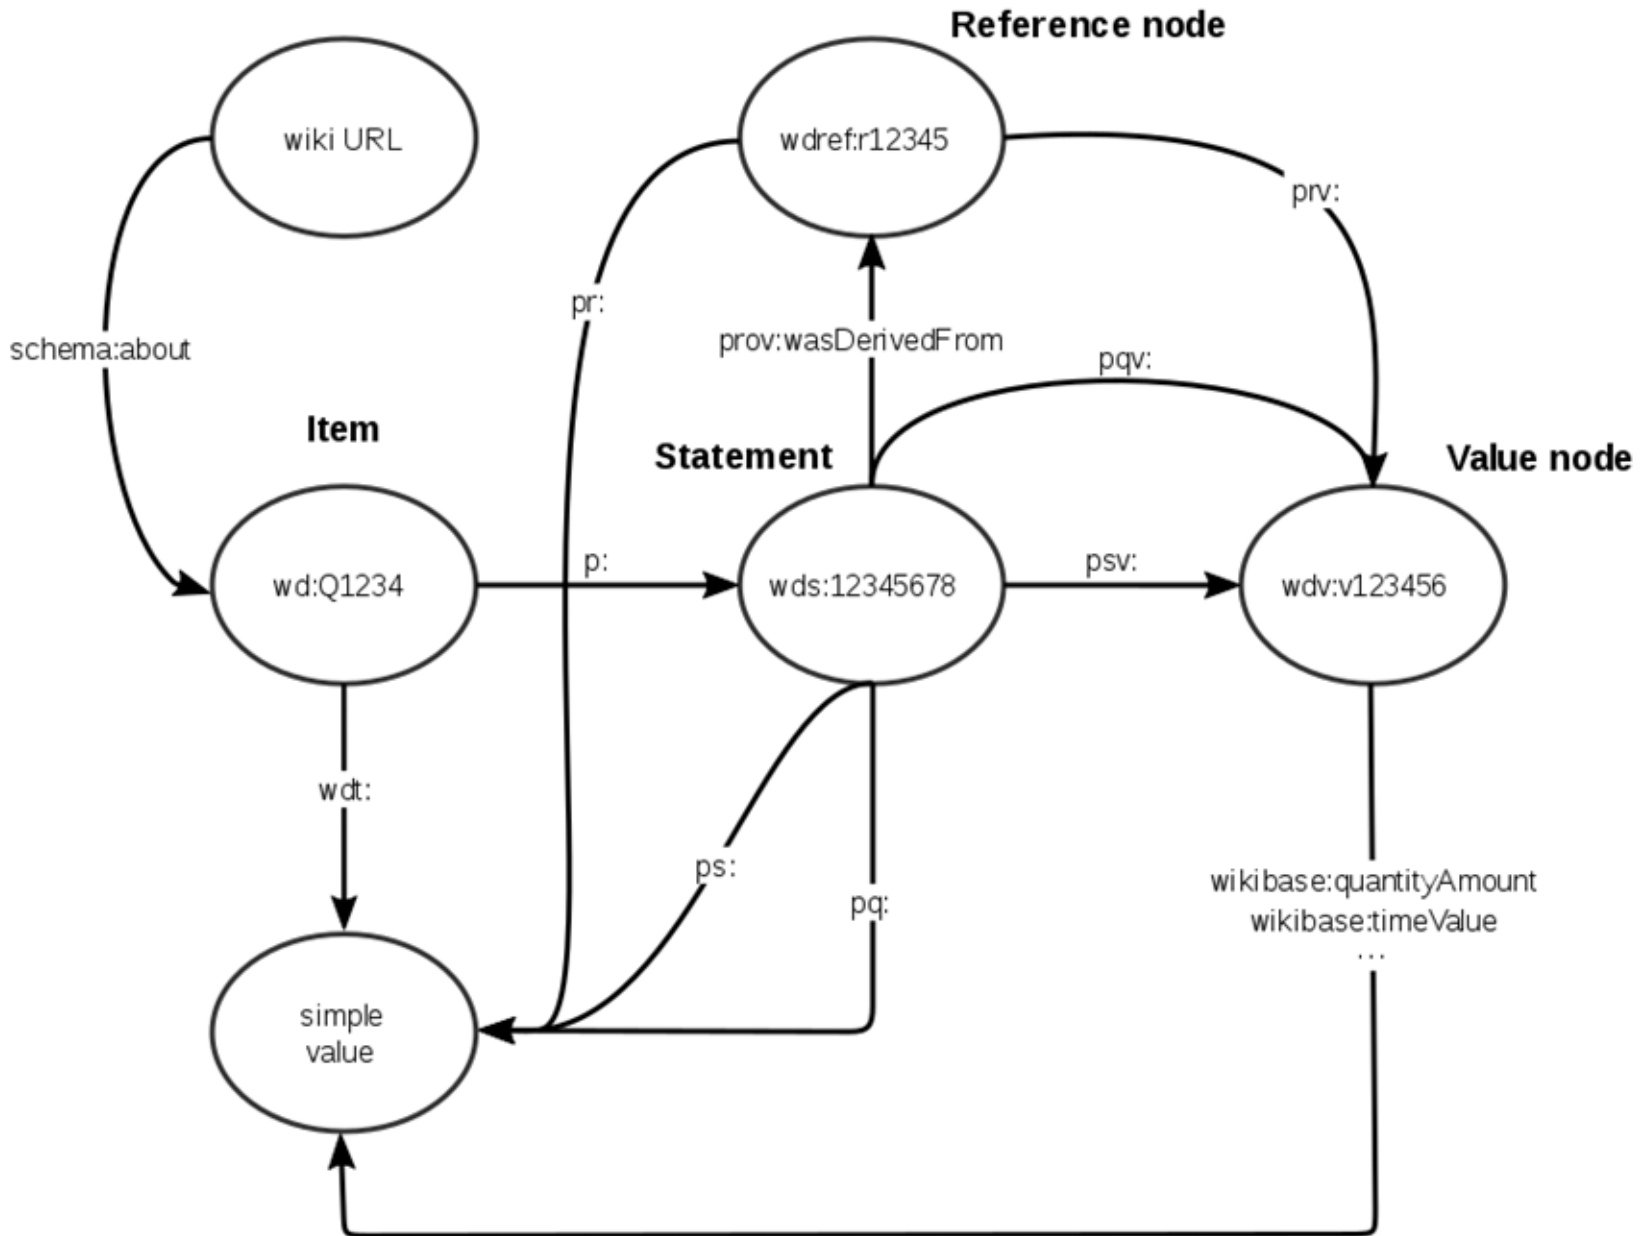 Reference node
wiki URL
wdref:r12345
prv:
pr:
prov:wasDerivedFrom
schema:about
pqv:
Item
Statement
Value node
p:
psv:
wd:Q1234
wds:12345678
wdv:v123456
wdt:
ps:
pq:
wikibase:quantityAmount
wikibase:timeValue
...
simple
value